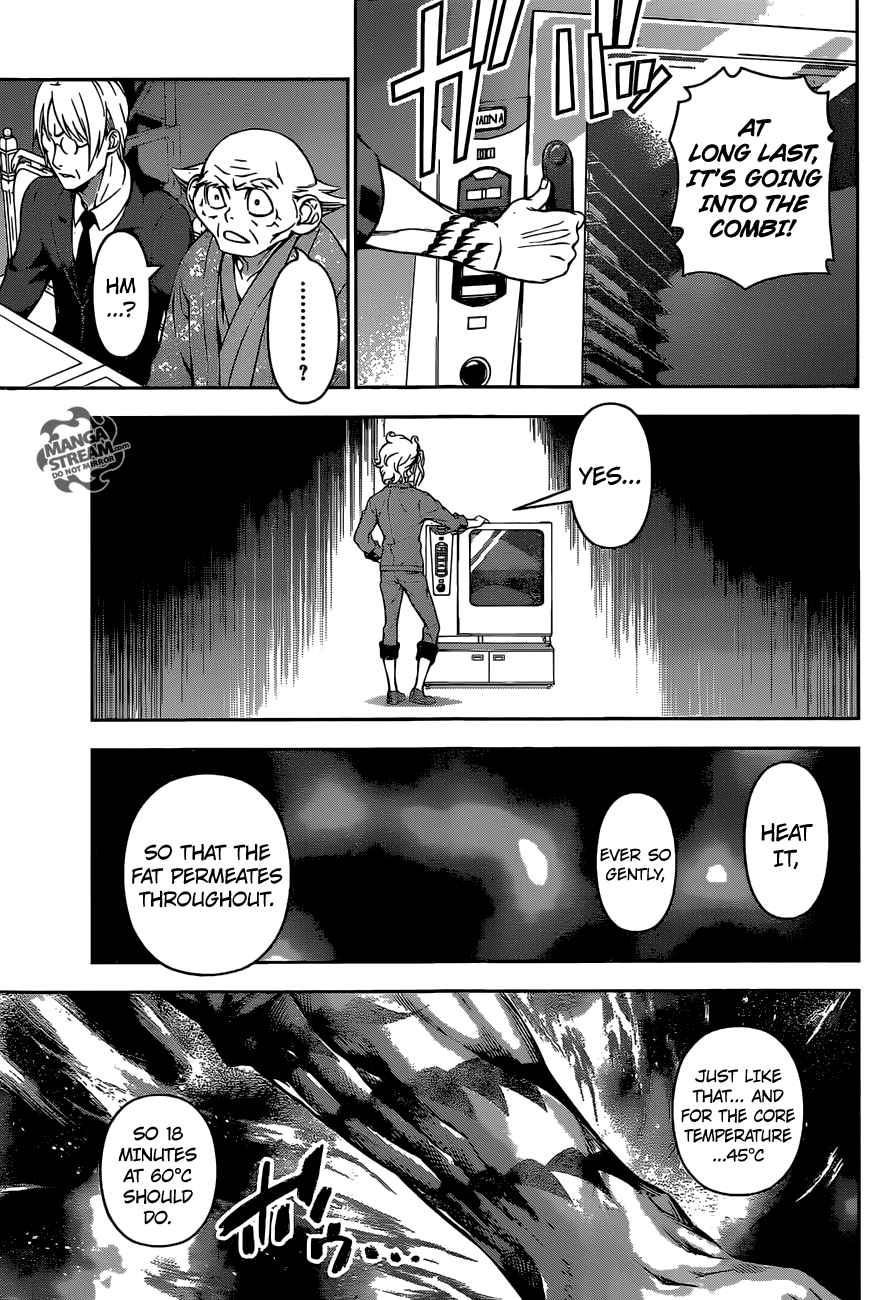 AT
LONG LAST,
IT'S GOING
INTO THE
COMBI!
HM
...?
.........?
MANGA
STREAM.com
DO NOT MIRROR
YES...
HEAT
IT,
EVER SO
GENTLY,
SO THAT THE
FAT PERMEATES
THROUGHOUT.
JUST LIKE
THAT... AND
FOR THE CORE
TEMPERATURE
...45°C
SO 18
MINUTES
AT 60°C
SHOULD
DO.